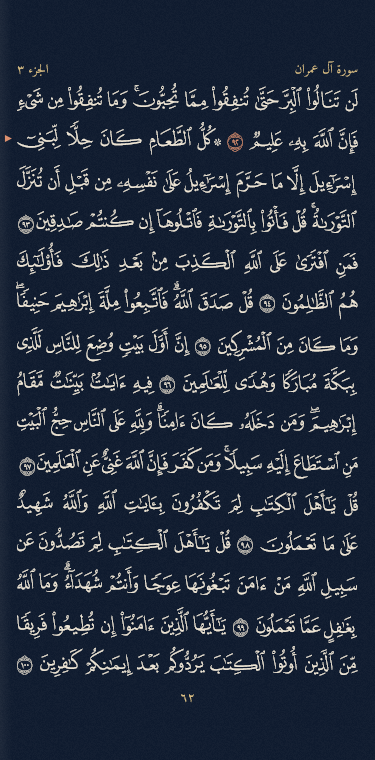 سورة آل عمران
الجزء ٣
لَن تَنَالُوا۟ ٱلْبِرَّ حَتَّىٰ تُنفِقُوا۟ مِمَّا تُحِبُّونَ ۚ وَمَا تُنفِقُوا۟ مِن شَىْءٍ
فَإِنَّ ٱللَّهَ بِهِۦ عَلِيمٌ ٩٢ ۞ كُلُّ ٱلطَّعَامِ كَانَ حِلًّا لِّبَنِىٓ
إِسْرَٰٓءِيلَ إِلَّا مَا حَرَّمَ إِسْرَٰٓءِيلُ عَلَىٰ نَفْسِهِۦ مِن قَبْلِ أَن تُنَزَّلَ
ٱلتَّوْرَىٰةُ ۗ قُلْ فَأْتُوا۟ بِٱلتَّوْرَىٰةِ فَٱتْلُوهَآ إِن كُنتُمْ صَـٰدِقِينَ ٩٣
فَمَنِ ٱفْتَرَىٰ عَلَى ٱللَّهِ ٱلْكَذِبَ مِنۢ بَعْدِ ذَٰلِكَ فَأُو۟لَـٰٓئِكَ
هُمُ ٱلظَّـٰلِمُونَ ٩٤ قُلْ صَدَقَ ٱللَّهُ ۗ فَٱتَّبِعُوا۟ مِلَّةَ إِبْرَٰهِيمَ حَنِيفًا ۖ
وَمَا كَانَ مِنَ ٱلْمُشْرِكِينَ ٩٥ إِنَّ أَوَّلَ بَيْتٍ وُضِعَ لِلنَّاسِ لَلَّذِى
بِبَكَّةَ مُبَارَكًا وَهُدًى لِّلْعَـٰلَمِينَ ٩٦ فِيهِ ءَايَـٰتٌۢ بَيِّنَـٰتٌ مَّقَامُ
إِبْرَٰهِيمَ ۖ وَمَن دَخَلَهُۥ كَانَ ءَامِنًا ۗ وَلِلَّهِ عَلَى ٱلنَّاسِ حِجُّ ٱلْبَيْتِ
مَنِ ٱسْتَطَاعَ إِلَيْهِ سَبِيلًا ۚ وَمَن كَفَرَ فَإِنَّ ٱللَّهَ غَنِىٌّ عَنِ ٱلْعَـٰلَمِينَ ٩٧
قُلْ يَـٰٓأَهْلَ ٱلْكِتَـٰبِ لِمَ تَكْفُرُونَ بِـَٔايَـٰتِ ٱللَّهِ وَٱللَّهُ شَهِيدٌ
عَلَىٰ مَا تَعْمَلُونَ ٩٨ قُلْ يَـٰٓأَهْلَ ٱلْكِتَـٰبِ لِمَ تَصُدُّونَ عَن
سَبِيلِ ٱللَّهِ مَنْ ءَامَنَ تَبْغُونَهَا عِوَجًا وَأَنتُمْ شُهَدَآءُ ۗ وَمَا ٱللَّهُ
بِغَـٰفِلٍ عَمَّا تَعْمَلُونَ ٩٩ يَـٰٓأَيُّهَا ٱلَّذِينَ ءَامَنُوٓا۟ إِن تُطِيعُوا۟ فَرِيقًا
مِّنَ ٱلَّذِينَ أُوتُوا۟ ٱلْكِتَـٰبَ يَرُدُّوكُم بَعْدَ إِيمَـٰنِكُمْ كَـٰفِرِينَ ١٠٠
٦٢